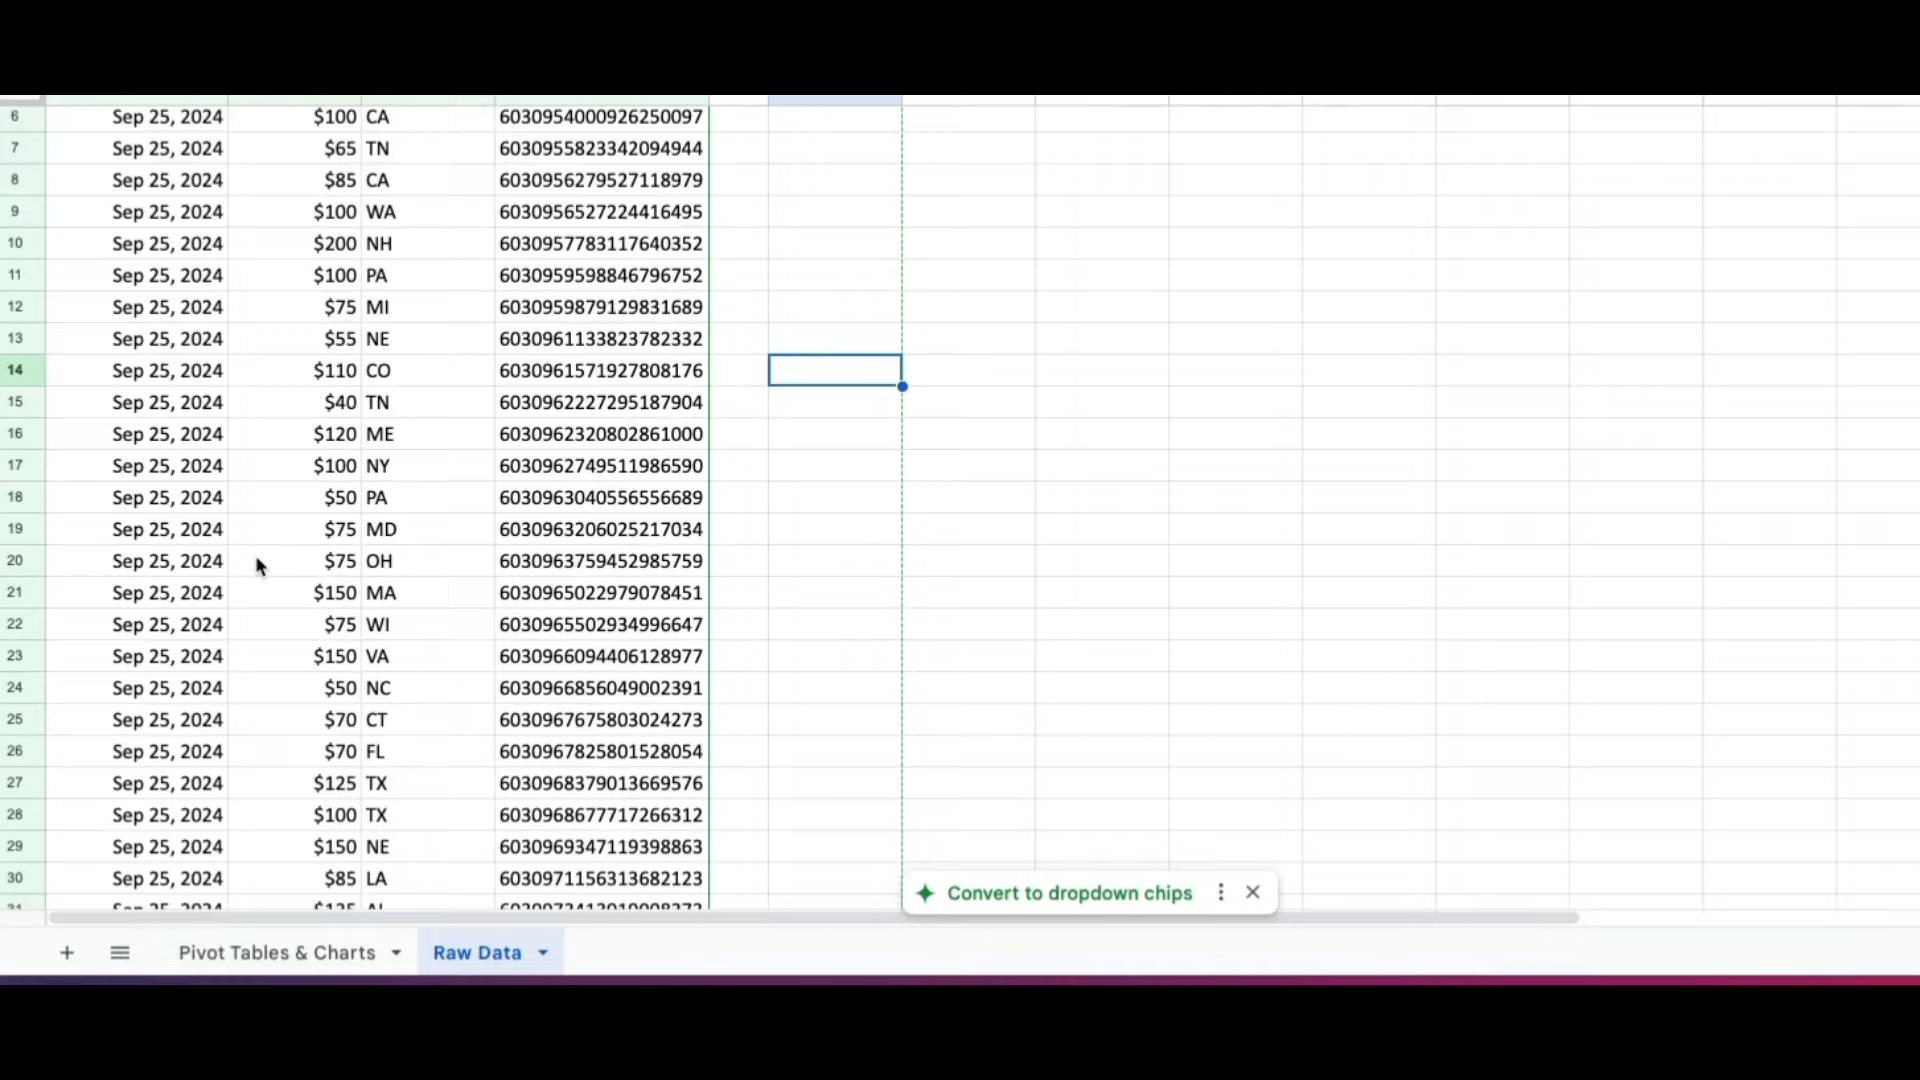 6 Sep 25, 2024 $100 CA 6030954000926250097
7 Sep 25, 2024 $65 TN 6030955823342094944
8 Sep 25, 2024 $85 CA 6030956279527118979
9 Sep 25, 2024 $100 WA 6030956527224416495
10 Sep 25, 2024 $200 NH 6030957783117640352
11 Sep 25, 2024 $100 PA 6030959598846796752
12 Sep 25, 2024 $75 MI 6030959879129831689
13 Sep 25, 2024 $55 NE 6030961133823782332
14 Sep 25, 2024 $110 CO 6030961571927808176
15 Sep 25, 2024 $40 TN 6030962227295187904
16 Sep 25, 2024 $120 ME 6030962320802861000
17 Sep 25, 2024 $100 NY 6030962749511986590
18 Sep 25, 2024 $50 PA 6030963040556556689
19 Sep 25, 2024 $75 MD 6030963206025217034
20 Sep 25, 2024 $75 OH 6030963759452985759
21 Sep 25, 2024 $150 MA 6030965022979078451
22 Sep 25, 2024 $75 WI 6030965502934996647
23 Sep 25, 2024 $150 VA 6030966094406128977
24 Sep 25, 2024 $50 NC 6030966856049002391
25 Sep 25, 2024 $70 CT 6030967675803024273
26 Sep 25, 2024 $70 FL 6030967825801528054
27 Sep 25, 2024 $125 TX 6030968379013669576
28 Sep 25, 2024 $100 TX 6030968677717266312
29 Sep 25, 2024 $150 NE 6030969347119398863
30 Sep 25, 2024 $85 LA 6030971156313682123
Convert to dropdown chips
Pivot Tables & Charts
Raw Data